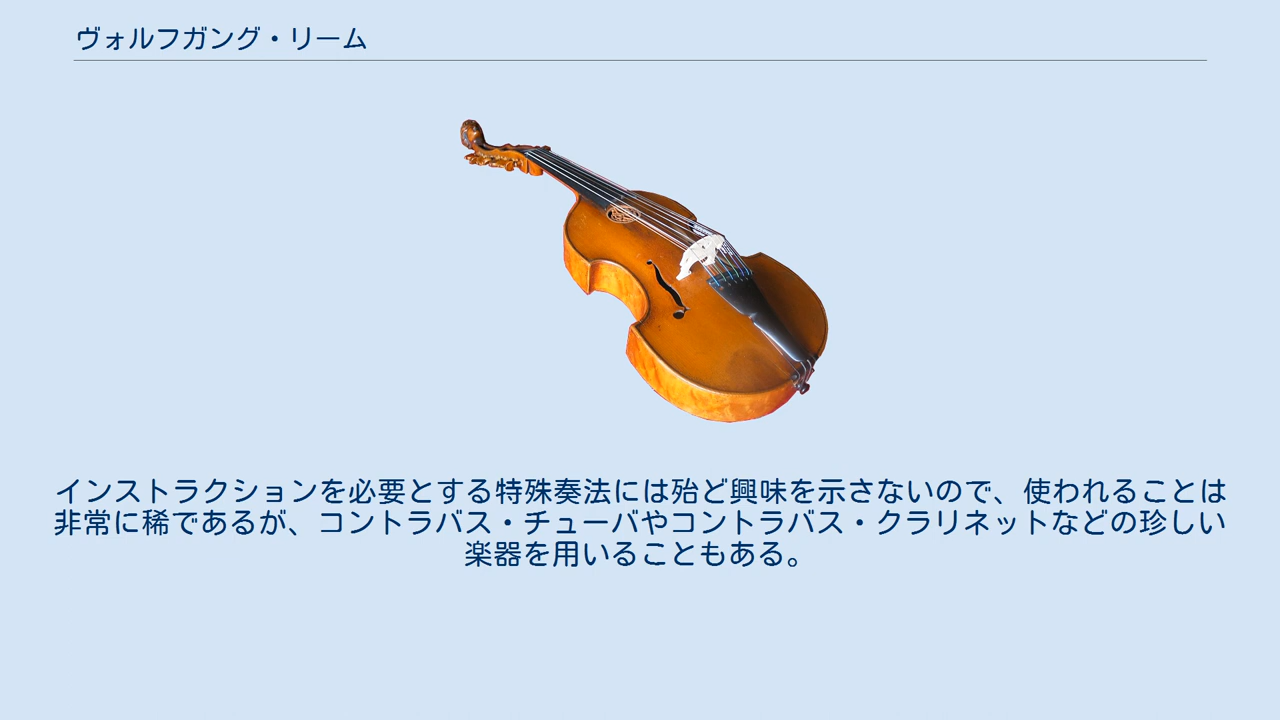 ヴォルフガング・リーム
インストラクションを必要とする特殊奏法には殆ど興味を示さないので、使われることは
非常に稀であるが、コントラバス・チューバやコントラバス・クラリネットなどの珍しい
楽器を用いることもある。